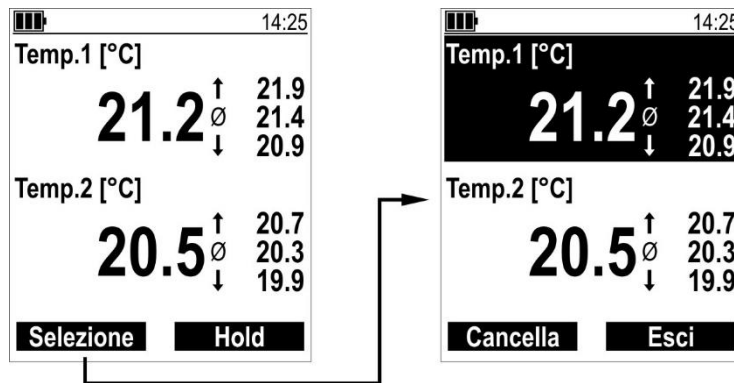 14:25
Temp.1 [°C]
21.2 ↑ 21.9
Ø 21.4
↓ 20.9
Temp.2 [°C]
20.5 ↑ 20.7
Ø 20.3
↓ 19.9
Selezione Hold
14:25
Temp.1 [°C]
21.2 ↑ 21.9
Ø 21.4
↓ 20.9
Temp.2 [°C]
20.5 ↑ 20.7
Ø 20.3
↓ 19.9
Cancella Esci